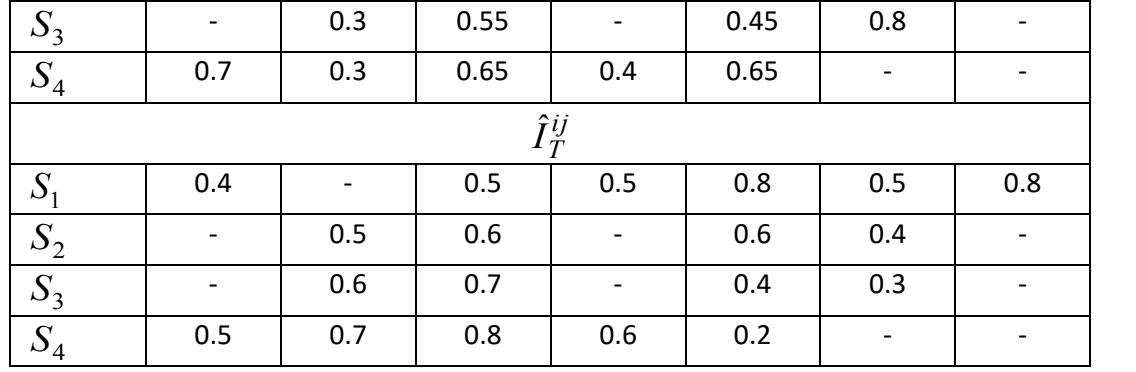 S₃ - 0.3 0.55 - 0.45 0.8 -
S₄ 0.7 0.3 0.65 0.4 0.65 - -
Î_T^{ij}
S₁ 0.4 - 0.5 0.5 0.8 0.5 0.8
S₂ - 0.5 0.6 - 0.6 0.4 -
S₃ - 0.6 0.7 - 0.4 0.3 -
S₄ 0.5 0.7 0.8 0.6 0.2 - -